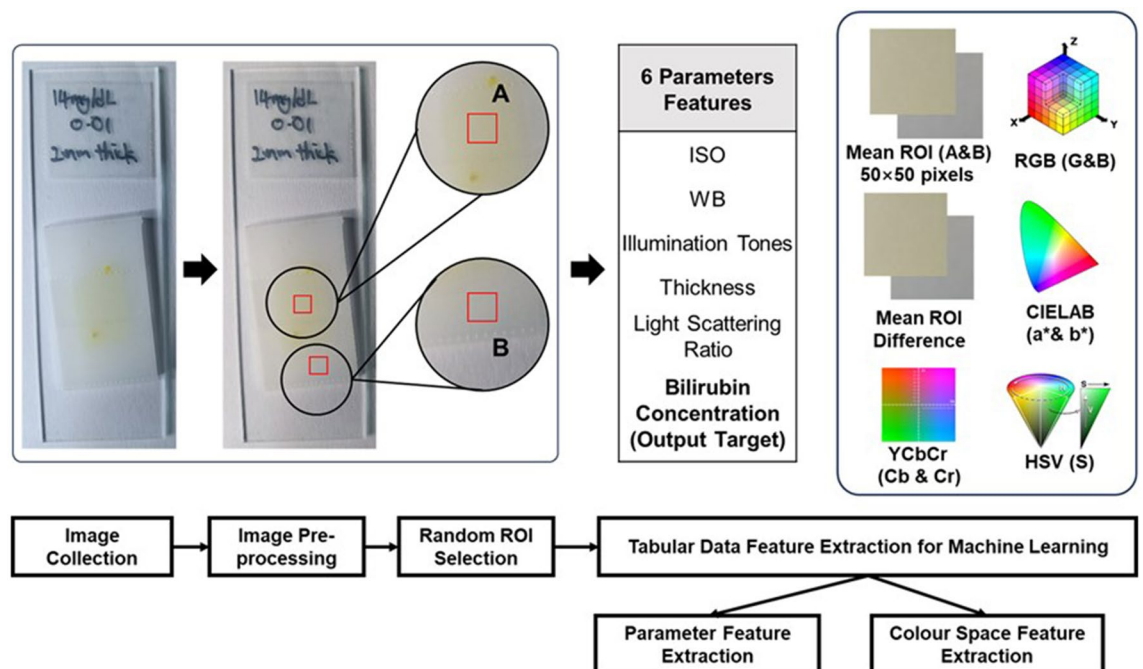 14mg/dL
0.01
2mm thick
14mg/dL
0.01
2mm thick
A
B
6 Parameters
Features
ISO
WB
Illumination Tones
Thickness
Light Scattering
Ratio
Bilirubin
Concentration
(Output Target)
Mean ROI (A&B)
50×50 pixels
Z
X
Y
RGB (G&B)
Mean ROI
Difference
CIELAB
(a*& b*)
YCbCr
(Cb & Cr)
S
V
HSV (S)
Image
Collection
Image Pre-
processing
Random ROI
Selection
Tabular Data Feature Extraction for Machine Learning
Parameter Feature
Extraction
Colour Space Feature
Extraction